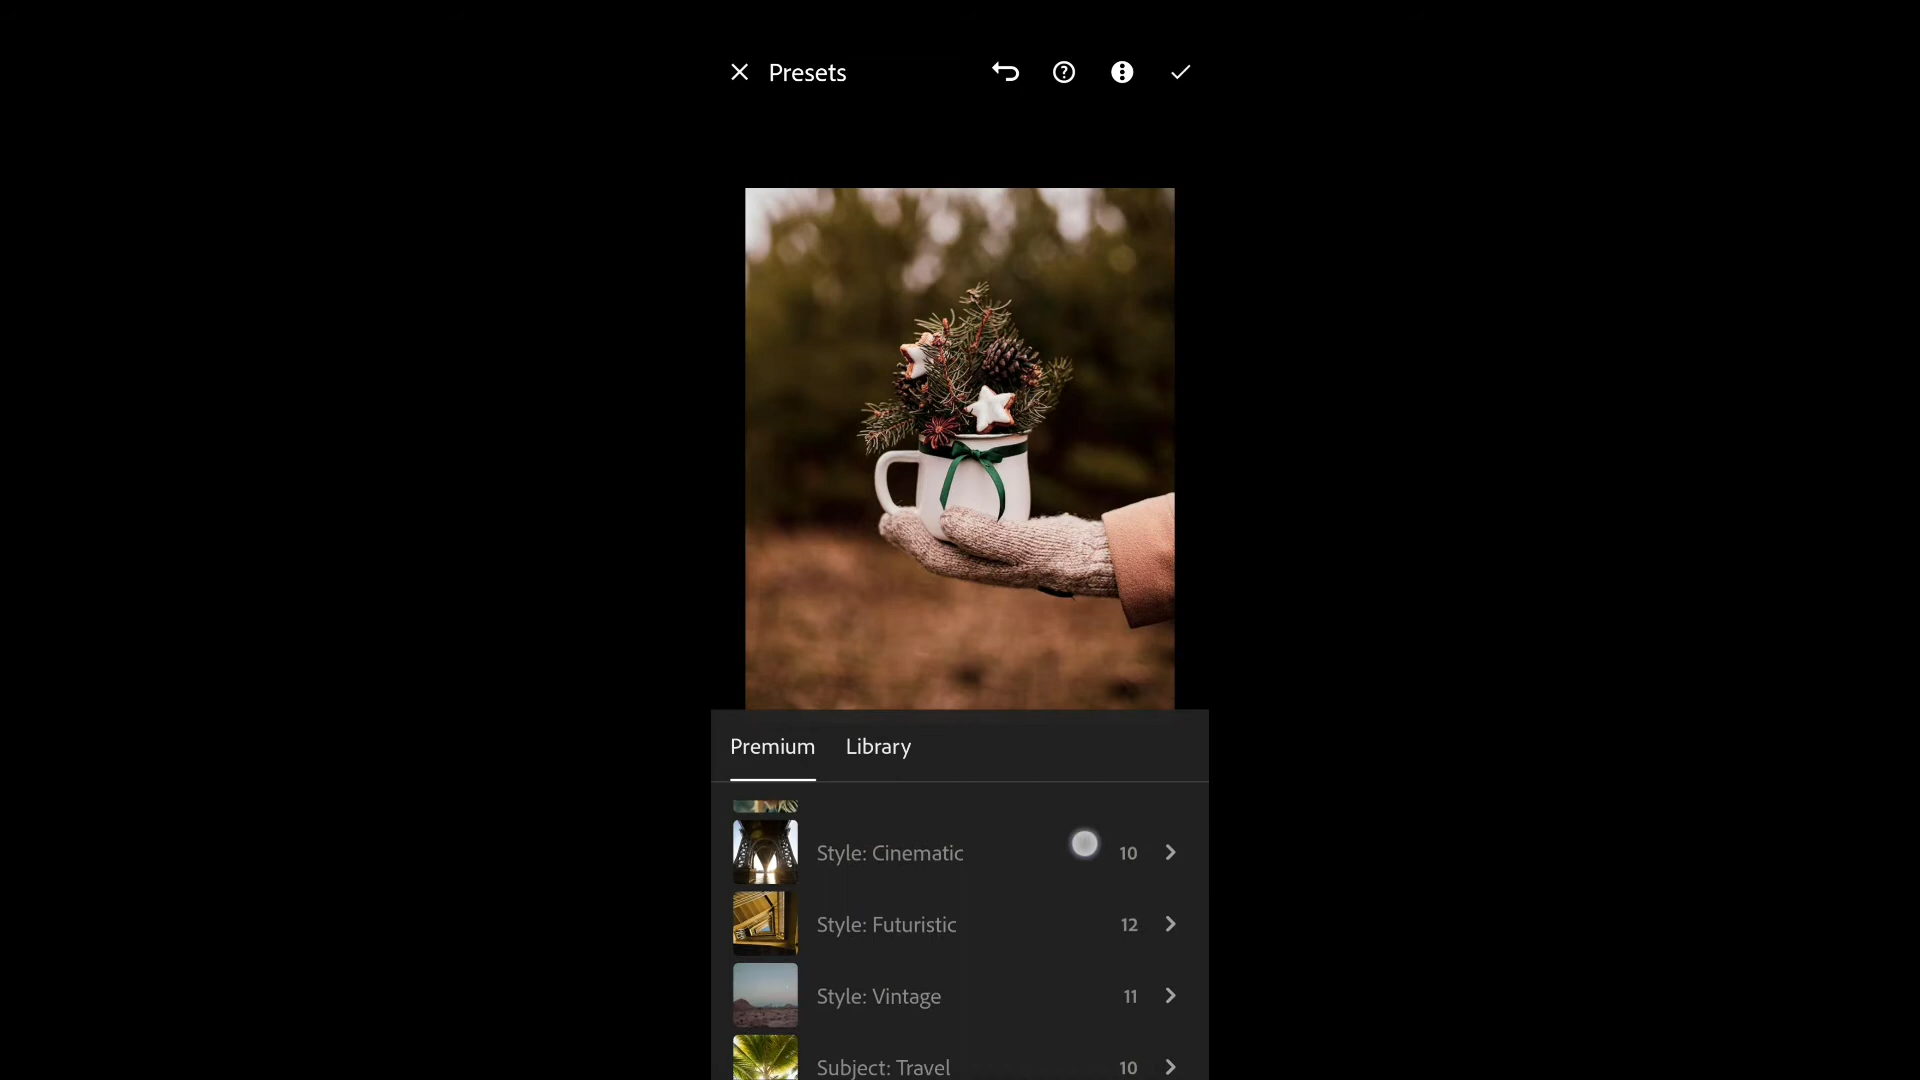 Presets
Premium Library
Style: Cinematic 10
Style: Futuristic 12
Style: Vintage 11
Subject: Travel 10